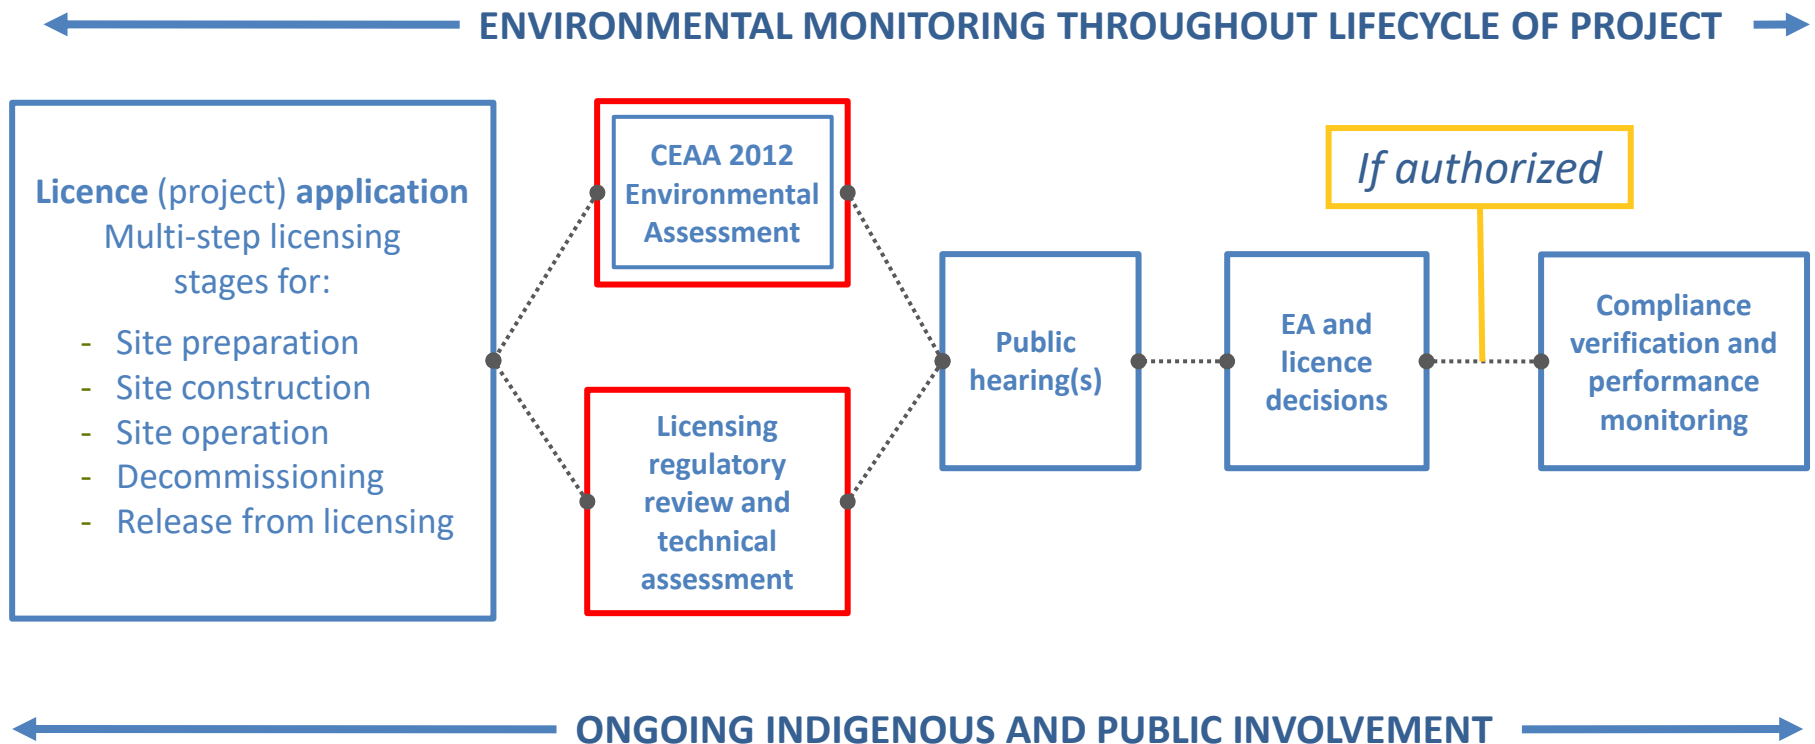 ENVIRONMENTAL MONITORING THROUGHOUT LIFECYCLE OF PROJECT
Licence (project) application
Multi-step licensing
stages for:
- Site preparation
- Site construction
- Site operation
- Decommissioning
- Release from licensing
CEAA 2012
Environmental
Assessment
Licensing
regulatory
review and
technical
assessment
Public
hearing(s)
EA and
licence
decisions
If authorized
Compliance
verification and
performance
monitoring
ONGOING INDIGENOUS AND PUBLIC INVOLVEMENT